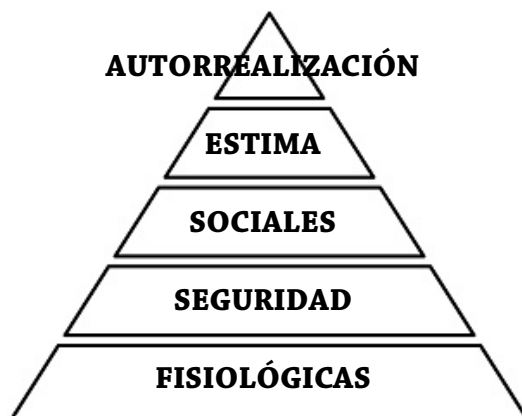 AUTORREALIZACIÓN
ESTIMA
SOCIALES
SEGURIDAD
FISIOLÓGICAS